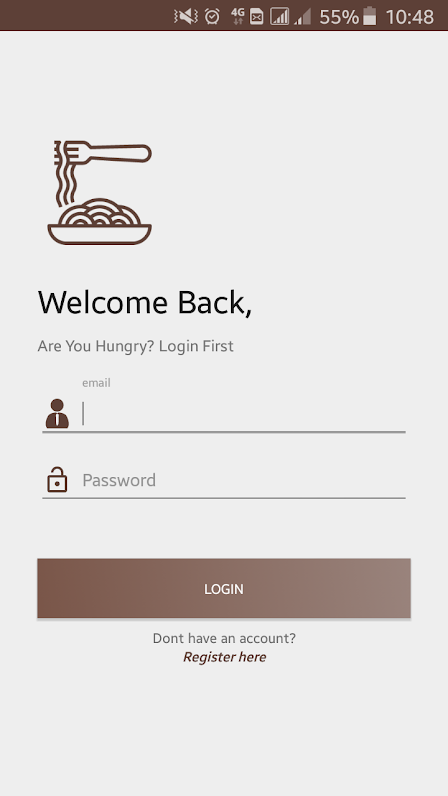 4G 55% 10:48
Welcome Back,
Are You Hungry? Login First
email
Password
LOGIN
Dont have an account?
Register here